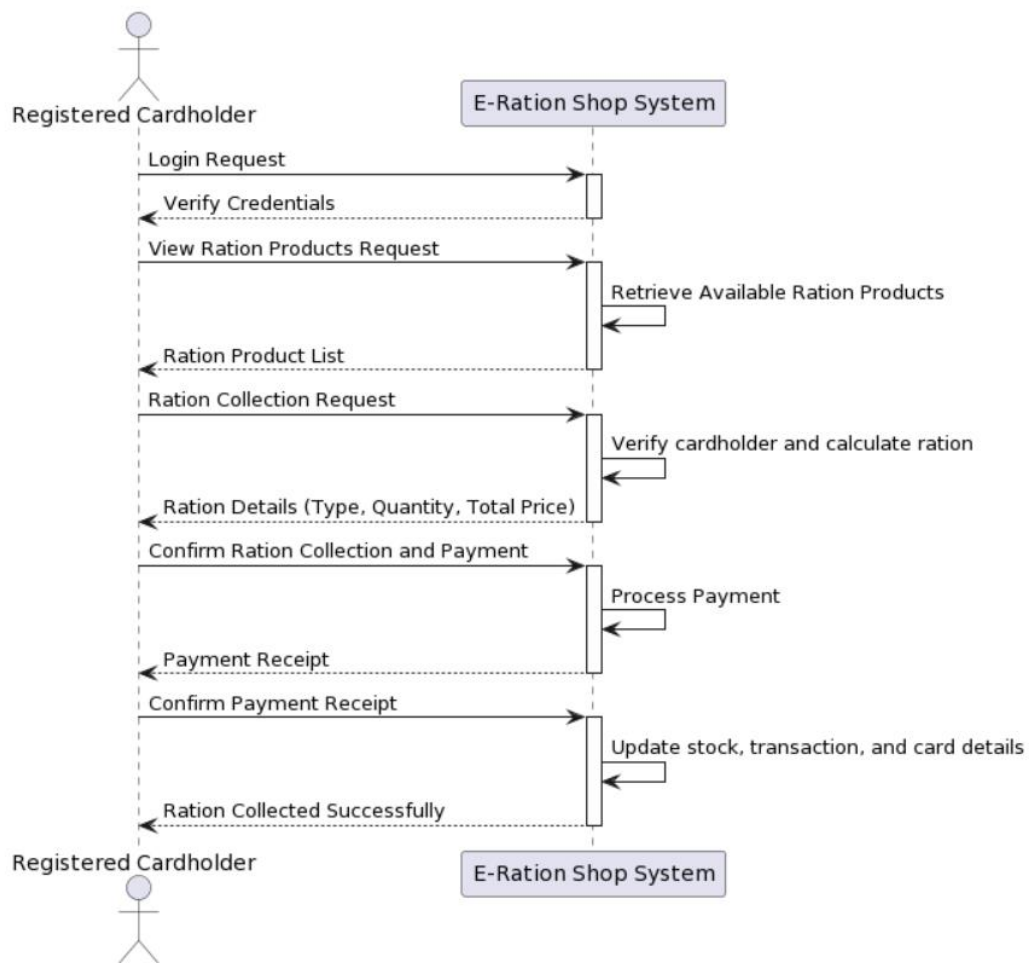 Registered Cardholder
E-Ration Shop System
Login Request
Verify Credentials
View Ration Products Request
Retrieve Available Ration Products
Ration Product List
Ration Collection Request
Verify cardholder and calculate ration
Ration Details (Type, Quantity, Total Price)
Confirm Ration Collection and Payment
Process Payment
Payment Receipt
Confirm Payment Receipt
Update stock, transaction, and card details
Ration Collected Successfully
Registered Cardholder
E-Ration Shop System